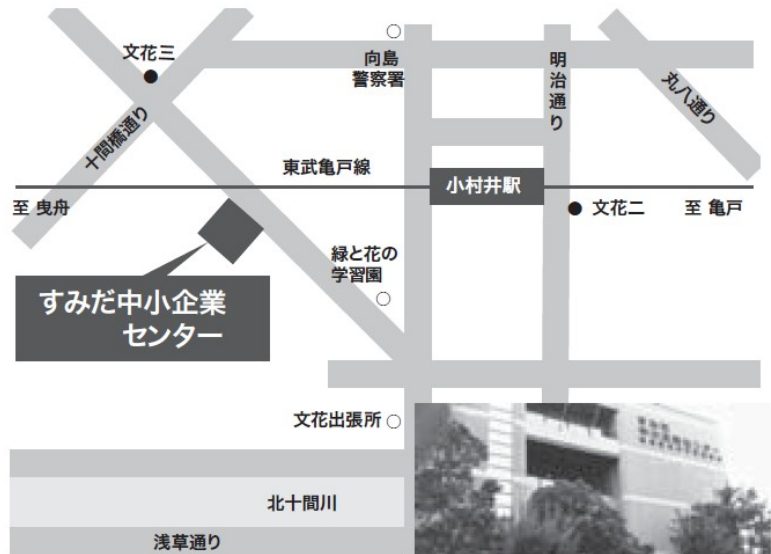 文花三
向島
警察署
明治通り
丸八通り
十間橋通り
東武亀戸線
小村井駅
至 曳舟
文花二
至 亀戸
緑と花の
学習園
すみだ中小企業
センター
文花出張所
北十間川
浅草通り